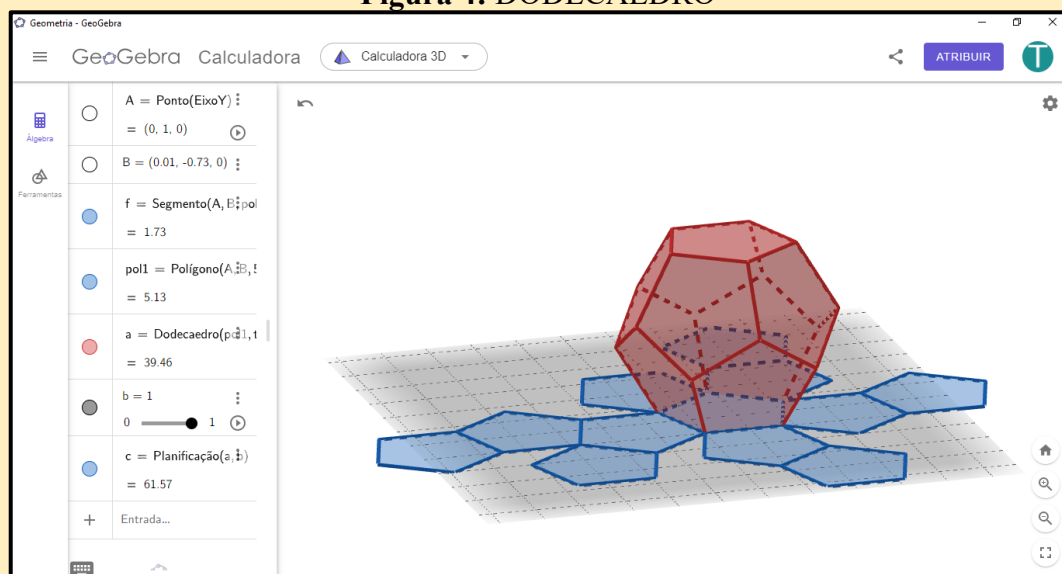 Figura 4: DODECAEDRO
Geometria - GeoGebra
GeoGebra Calculadora
Calculadora 3D
ATRIBUIR
T
Álgebra
Ferramentas
A = Ponto(EixoY)
= (0, 1, 0)
B = (0.01, -0.73, 0)
f = Segmento(A, B, pol
= 1.73
pol1 = Polígono(A, B, 5
= 5.13
a = Dodecaedro(pol1, t
= 39.46
b = 1
0 1
c = Planificação(a, b)
= 61.57
+ Entrada...